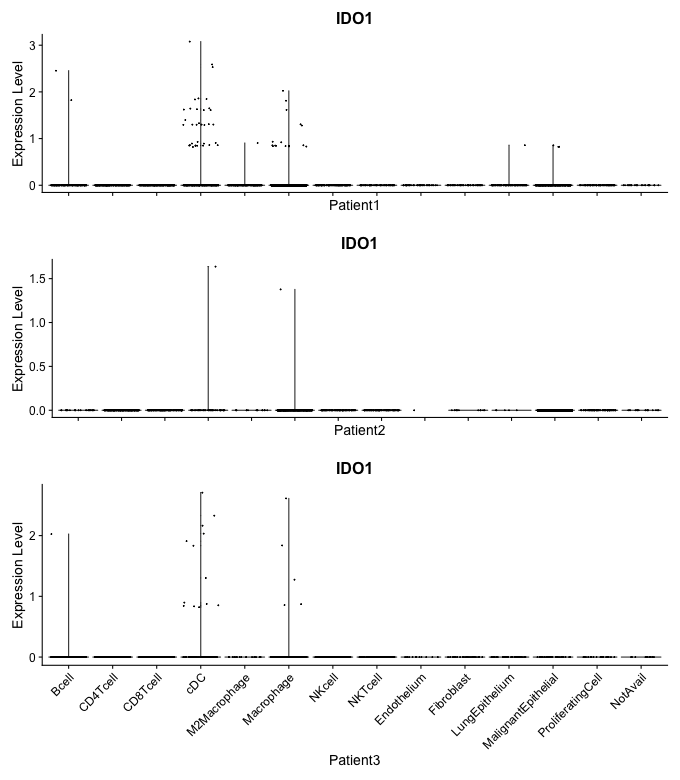 IDO1
Expression Level
3
2
1
0
Patient1
IDO1
Expression Level
1.5
1.0
0.5
0.0
Patient2
IDO1
Expression Level
2
1
0
Bcell
CD4Tcell
CD8Tcell
cDC
M2Macrophage
Macrophage
NKcell
NKTcell
Endothelium
Fibroblast
LungEpithelium
MalignantEpithelial
ProliferatingCell
NotAvail
Patient3